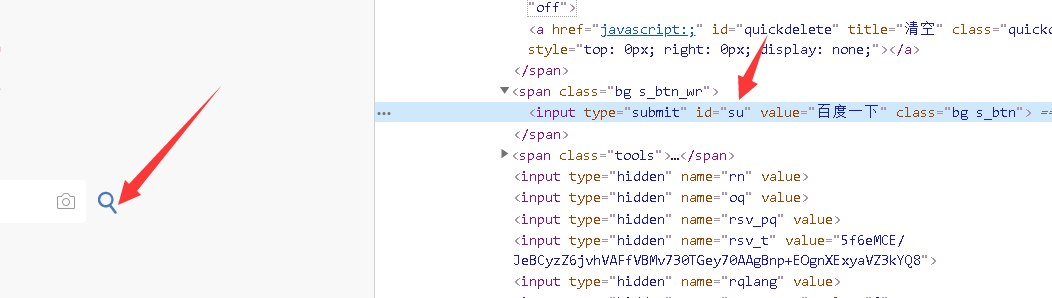 "off">
<a href="javascript:;" id="quickdelete" title="清空" class="quickd
style="top: 0px; right: 0px; display: none;"></a>
</span>
▼<span class="bg s_btn_wr">
<input type="submit" id="su" value="百度一下" class="bg s_btn"> ==
</span>
▶<span class="tools">…</span>
<input type="hidden" name="rn" value>
<input type="hidden" name="oq" value>
<input type="hidden" name="rsv_pq" value>
<input type="hidden" name="rsv_t" value="5f6eMCE/
JeBCyzZ6jvhVAFfVBMv730TGey70AAgBnp+EOgnXExyaVZ3kYQ8">
<input type="hidden" name="rqlang" value>